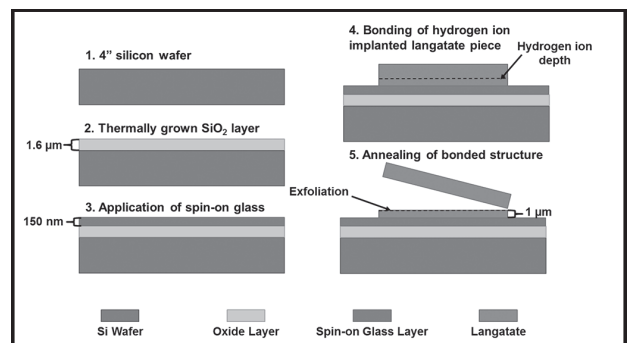 1. 4” silicon wafer
2. Thermally grown SiO₂ layer
1.6 µm
3. Application of spin-on glass
150 nm
4. Bonding of hydrogen ion
implanted langatate piece
Hydrogen ion
depth
5. Annealing of bonded structure
Exfoliation
1 µm
Si Wafer
Oxide Layer
Spin-on Glass Layer
Langatate